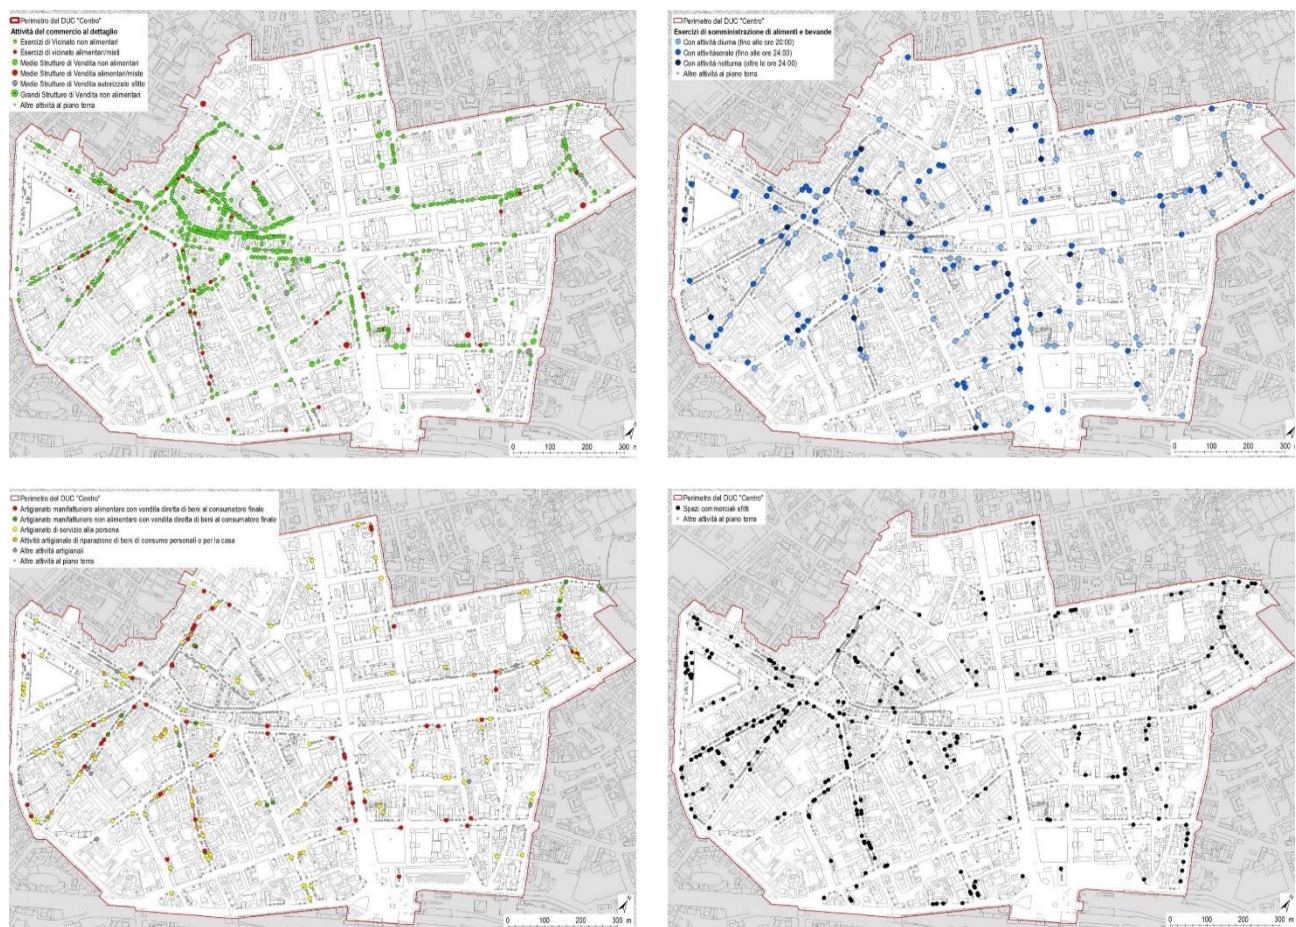 Perimetro del DUC "Centro"
Attività del commercio al dettaglio
Esercizi di Vicinato non alimentari
Esercizi di vicinato alimentari/misti
Medie Strutture di Vendita non alimentari
Medie Strutture di Vendita alimentari/miste
Medie Strutture di Vendita autorizzate sfitte
Grandi Strutture di Vendita non alimentari
Altre attività al piano terra
0 100 200 300 m
Perimetro del DUC "Centro"
Esercizi di somministrazione di alimenti e bevande
Con attività diurna (fino alle ore 20:00)
Con attivitàserale (fino alle ore 24:00)
Con attività notturna (oltre le ore 24:00)
Altre attività al piano terra
0 100 200 300 m
Perimetro del DUC "Centro"
Artigianato manifatturiero alimentare con vendita diretta di beni al consumatore finale
Artigianato manifatturiero non alimentare con vendita diretta di beni al consumatore finale
Artigianato di servizio alla persona
Attività artigianale di riparazione di beni di consumo personali e per la casa
Altre attività artigianali
Altre attività al piano terra
0 100 200 300 m
Perimetro del DUC "Centro"
Spazi commerciali sfitti
Altre attività al piano terra
0 100 200 300 m